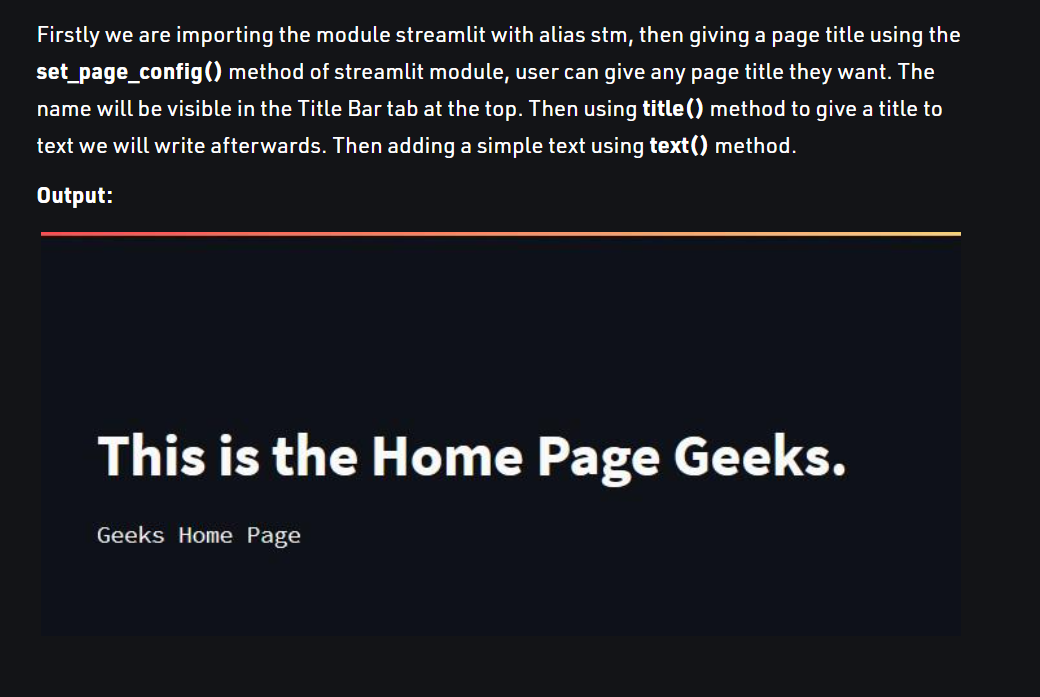 Firstly we are importing the module streamlit with alias stm, then giving a page title using the
set_page_config() method of streamlit module, user can give any page title they want. The
name will be visible in the Title Bar tab at the top. Then using title() method to give a title to
text we will write afterwards. Then adding a simple text using text() method.
Output:
This is the Home Page Geeks.
Geeks Home Page